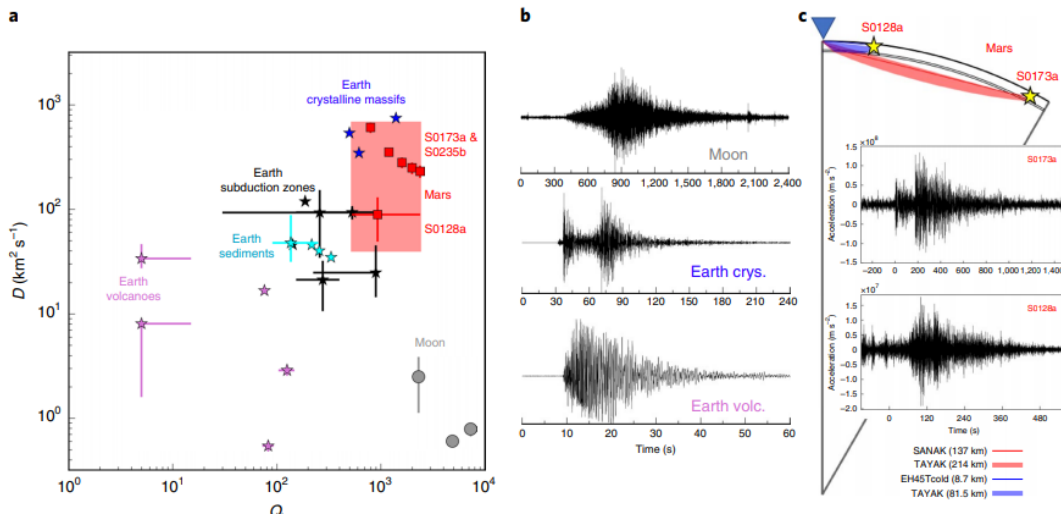 a
D (km² s⁻¹)
10³
10²
10¹
10⁰
10⁰
10¹
10²
10³
10⁴
Earth
crystalline massifs
S0173a &
S0235b
Mars
S0128a
Earth
subduction zones
Earth
sediments
Earth
volcanoes
Moon
b
Moon
0 300 600 900 1,200 1,500 1,800 2,100 2,400
Earth crys.
0 30 60 90 120 150 180 210 240
Earth volc.
10 20 30 40 50 60
Time (s)
c
S0128a
Mars
S0173a
×10⁸
S0173a
Acceleration (m s⁻²)
1.5
1.0
0.5
0
−0.5
−1.0
−1.5
−200 0 200 400 600 800 1,000 1,200 1,400
×10⁷
S0128a
Acceleration (m s⁻²)
2.0
1.5
1.0
0.5
0
−0.5
−1.0
−1.5
−2.0
0 120 240 360 480
Time (s)
SANAK (137 km)
TAYAK (214 km)
EH45Tcold (8.7 km)
TAYAK (81.5 km)